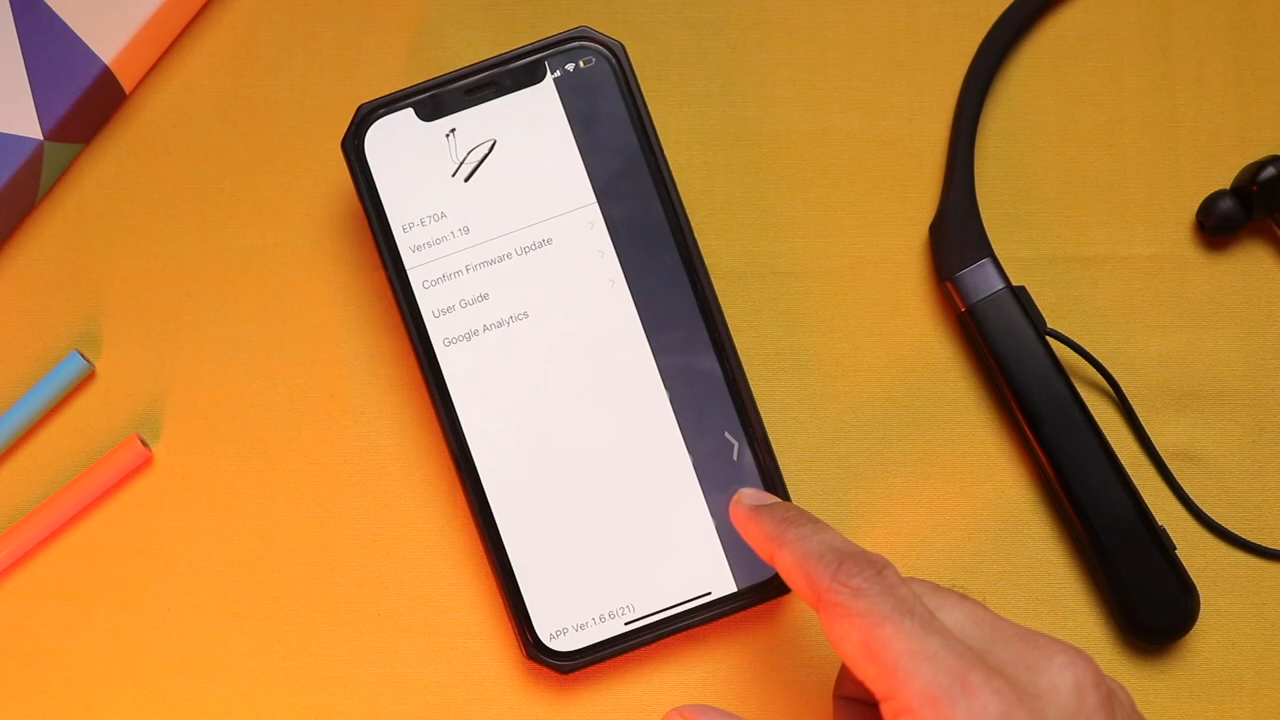 EP-E70A
Version:1.19
Confirm Firmware Update
User Guide
Google Analytics
APP Ver.1.6.6(21)